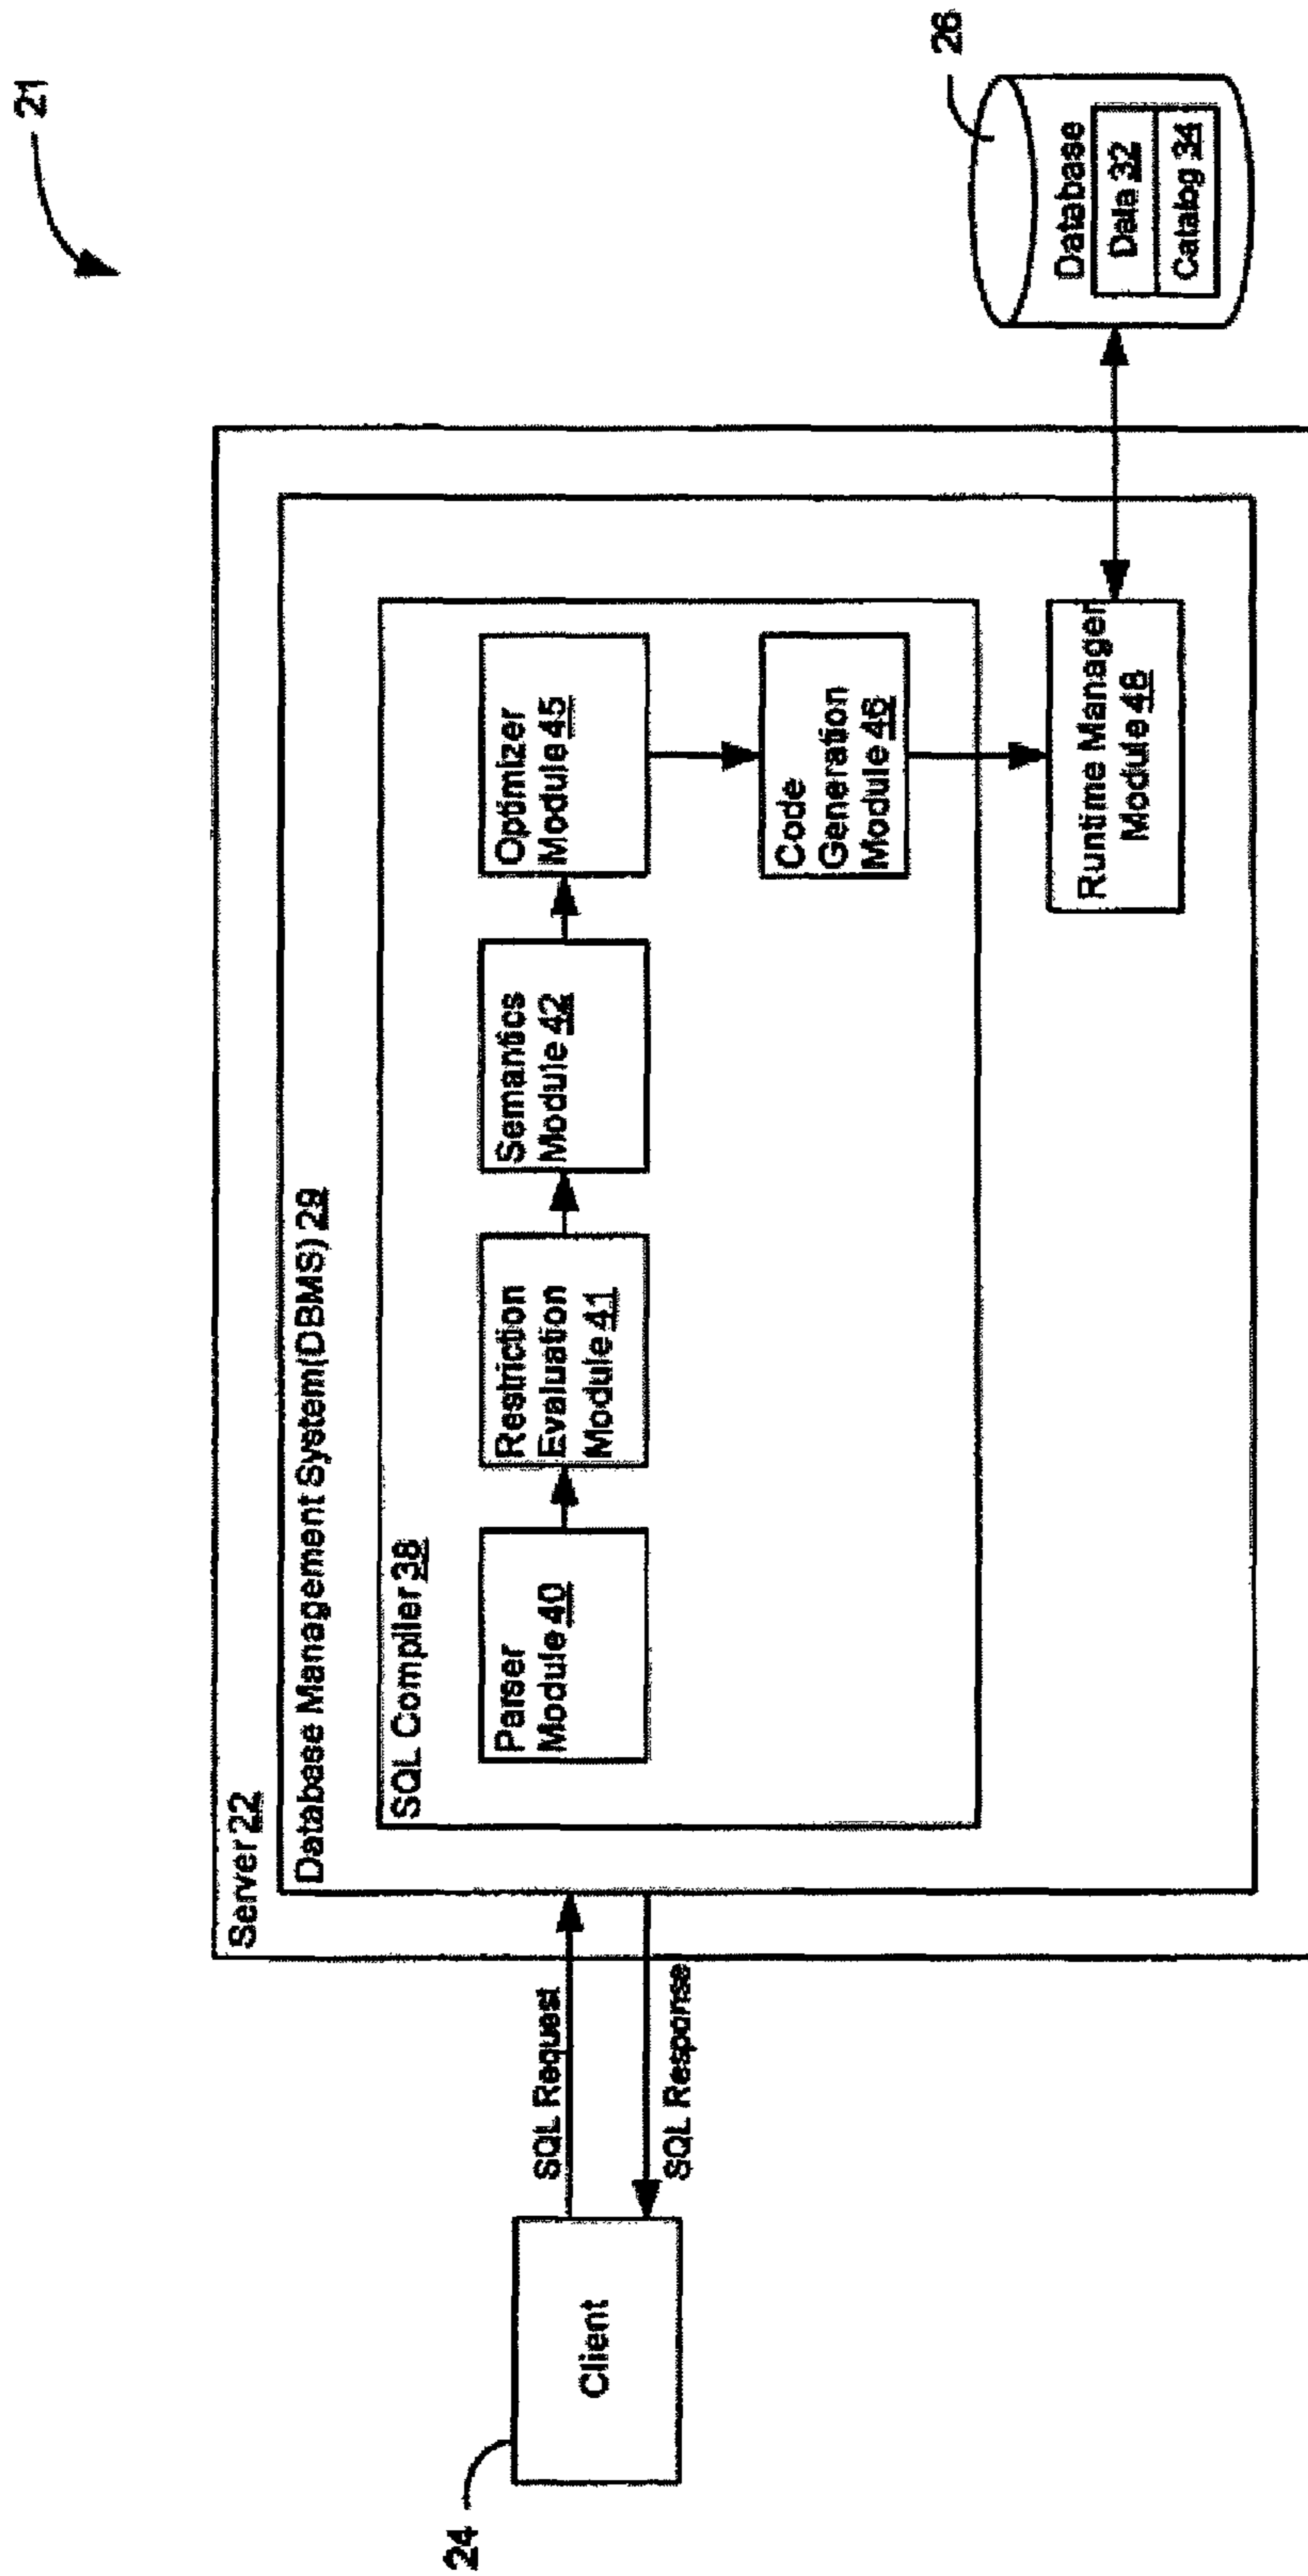 21
Server 22
Database Management System(DBMS) 29
SQL Compiler 38
Parser
Module 40
Restriction
Evaluation
Module 41
Semantics
Module 42
Optimizer
Module 45
Code
Generation
Module 46
Runtime Manager
Module 48
SQL Request
SQL Response
Client
24
Database
Data 32
Catalog 34
26